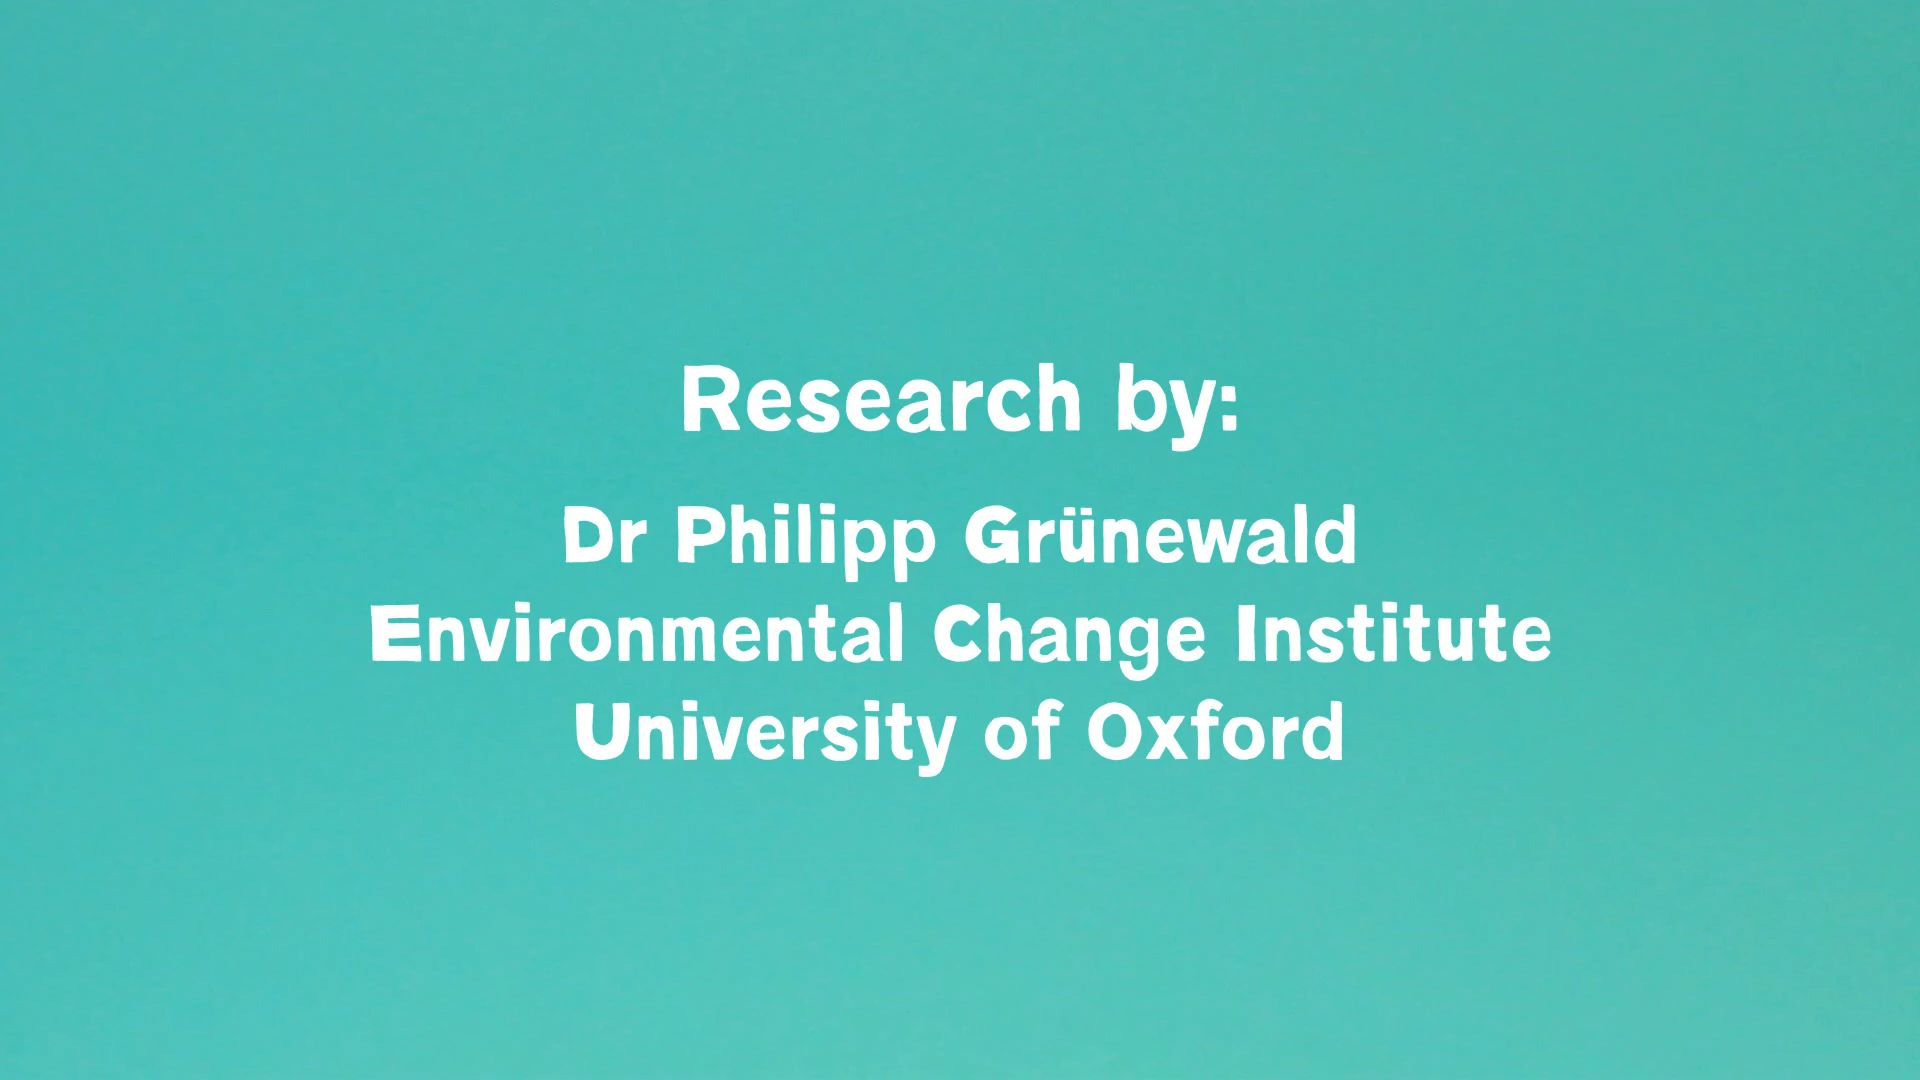 Research by:
Dr Philipp Grünewald
Environmental Change Institute
University of Oxford